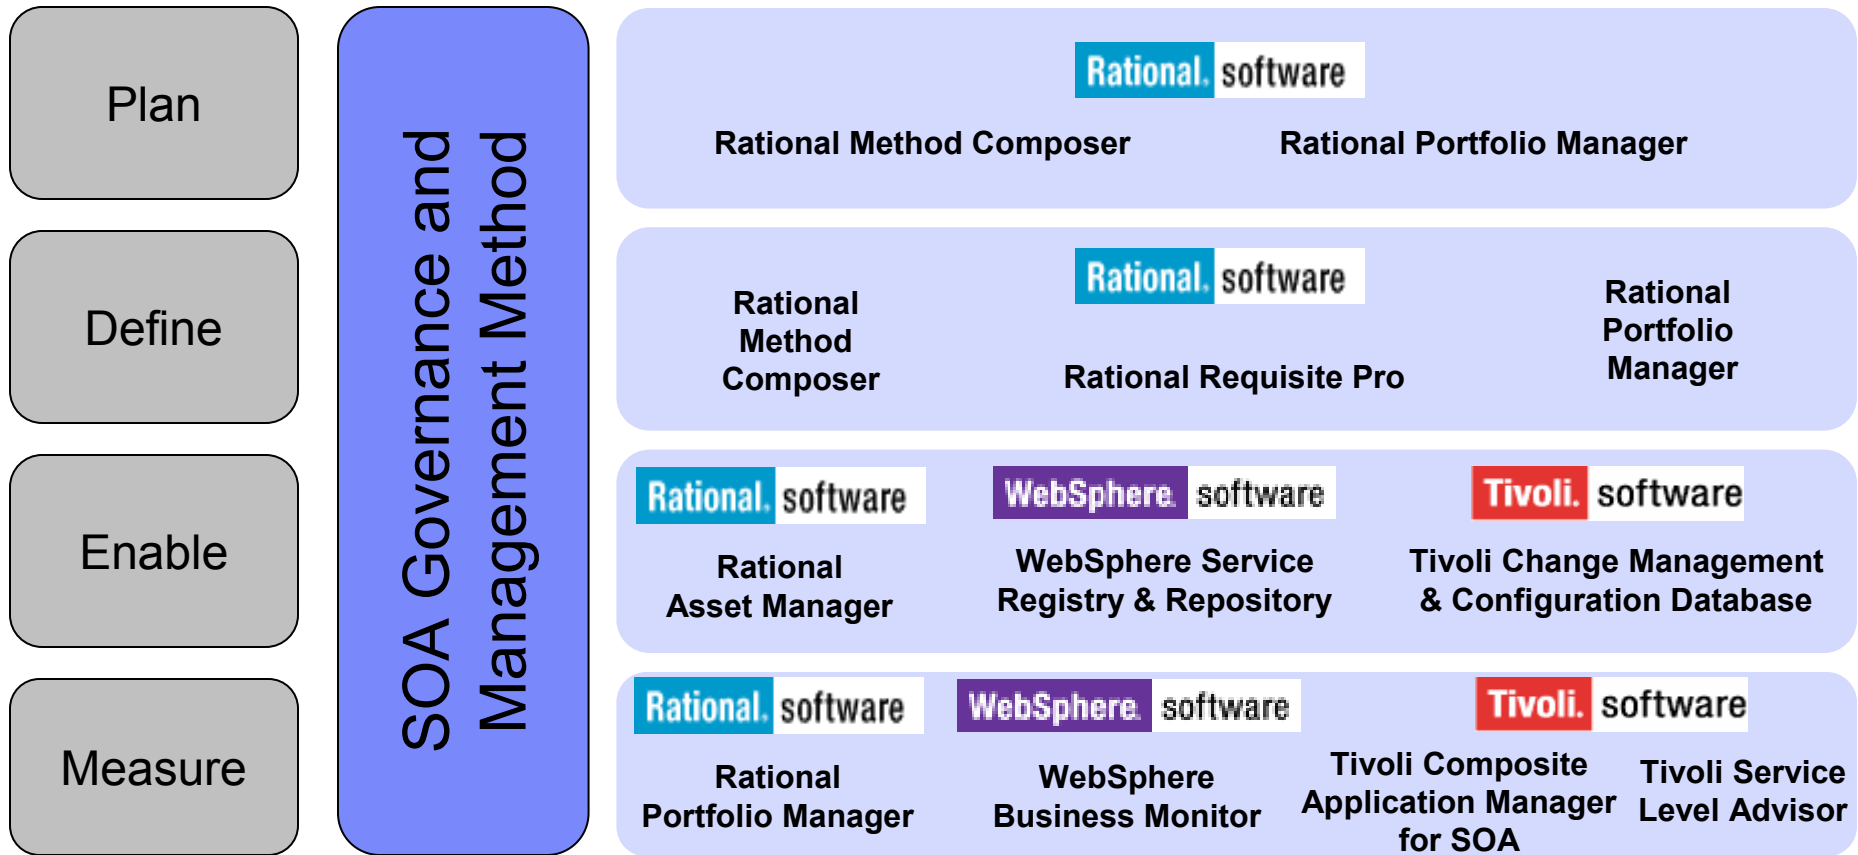 Plan
SOA Governance and
Management Method
Rational. software
Rational Method Composer
Rational Portfolio Manager
Define
Rational. software
Rational
Method
Composer
Rational Requisite Pro
Rational
Portfolio
Manager
Enable
Rational. software
WebSphere. software
Tivoli. software
Rational
Asset Manager
WebSphere Service
Registry & Repository
Tivoli Change Management
& Configuration Database
Measure
Rational. software
WebSphere. software
Tivoli. software
Rational
Portfolio Manager
WebSphere
Business Monitor
Tivoli Composite
Application Manager
for SOA
Tivoli Service
Level Advisor